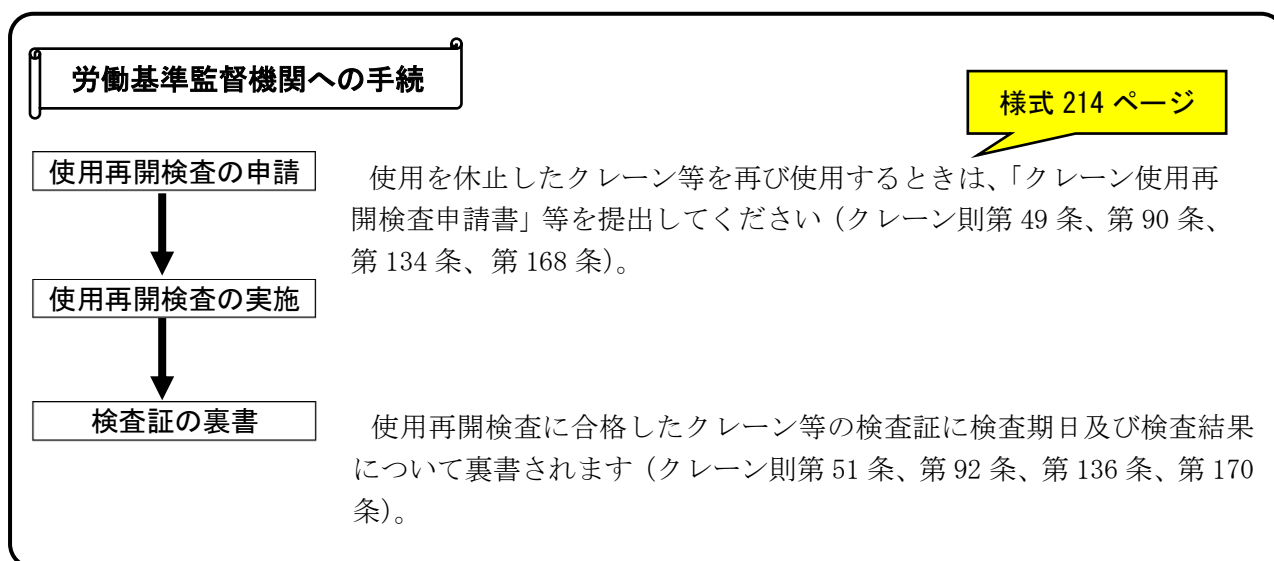 労働基準監督機関への手続
様式 214 ページ
使用再開検査の申請
使用を休止したクレーン等を再び使用するときは、「クレーン使用再
開検査申請書」等を提出してください（クレーン則第 49 条、第 90 条、
第 134 条、第 168 条）。
使用再開検査の実施
検査証の裏書
使用再開検査に合格したクレーン等の検査証に検査期日及び検査結果
について裏書されます（クレーン則第 51 条、第 92 条、第 136 条、第 170
条）。